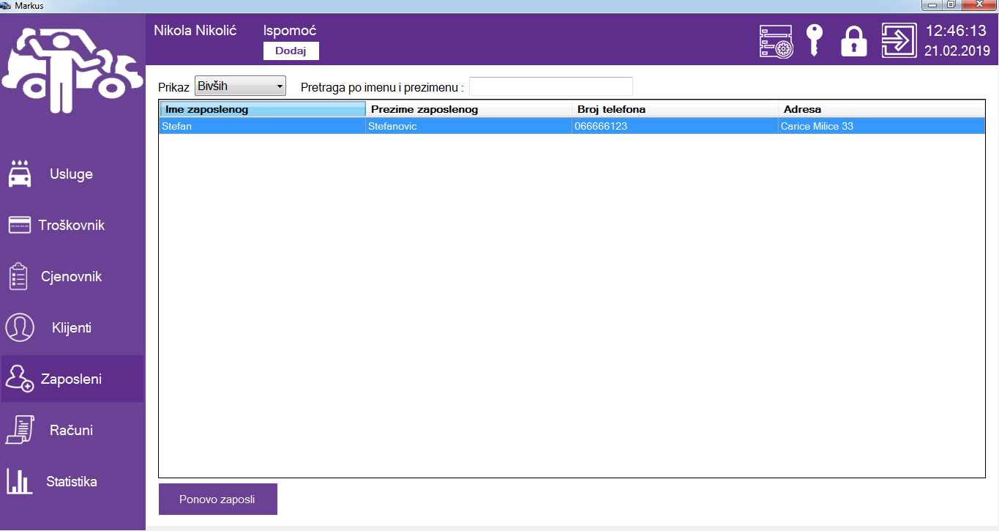 Markus
Nikola Nikolić Ispomoć 12:46:13
Dodaj 21.02.2019
Prikaz Bivših Pretraga po imenu i prezimenu :
Ime zaposlenog Prezime zaposlenog Broj telefona Adresa
Stefan Stefanovic 066666123 Carice Milice 33
Usluge
Troškovnik
Cjenovnik
Klijenti
Zaposleni
Računi
Statistika
Ponovo zaposli